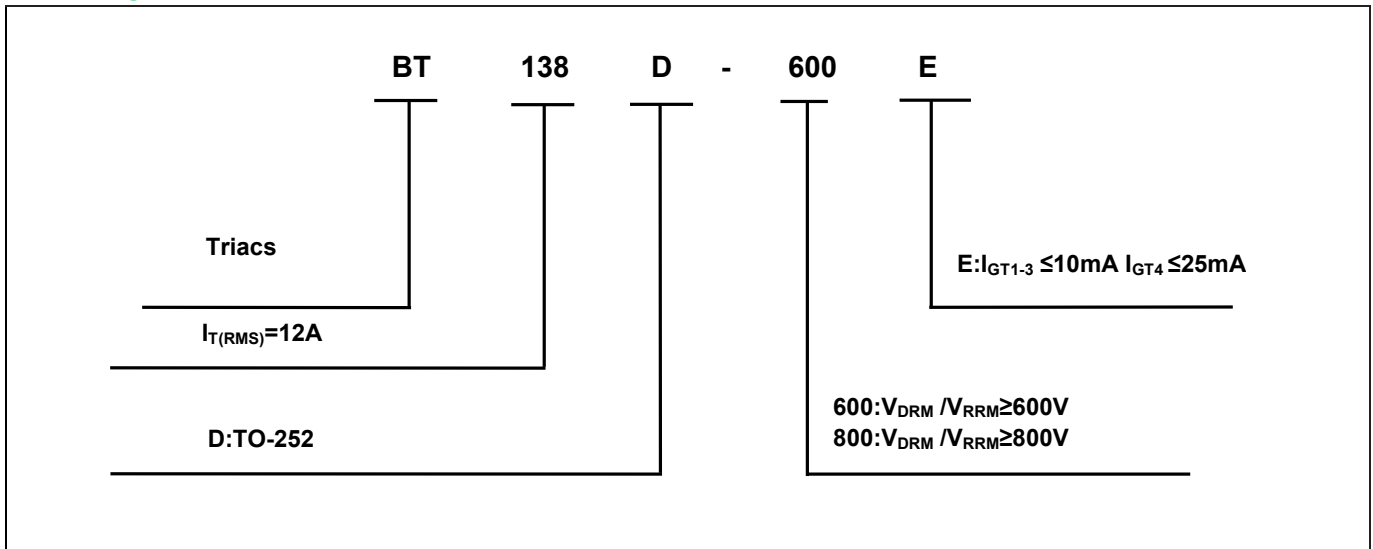 BT 138 D - 600 E
Triacs
E:IGT1-3 ≤10mA IGT4 ≤25mA
IT(RMS)=12A
600:VDRM /VRRM≥600V
800:VDRM /VRRM≥800V
D:TO-252